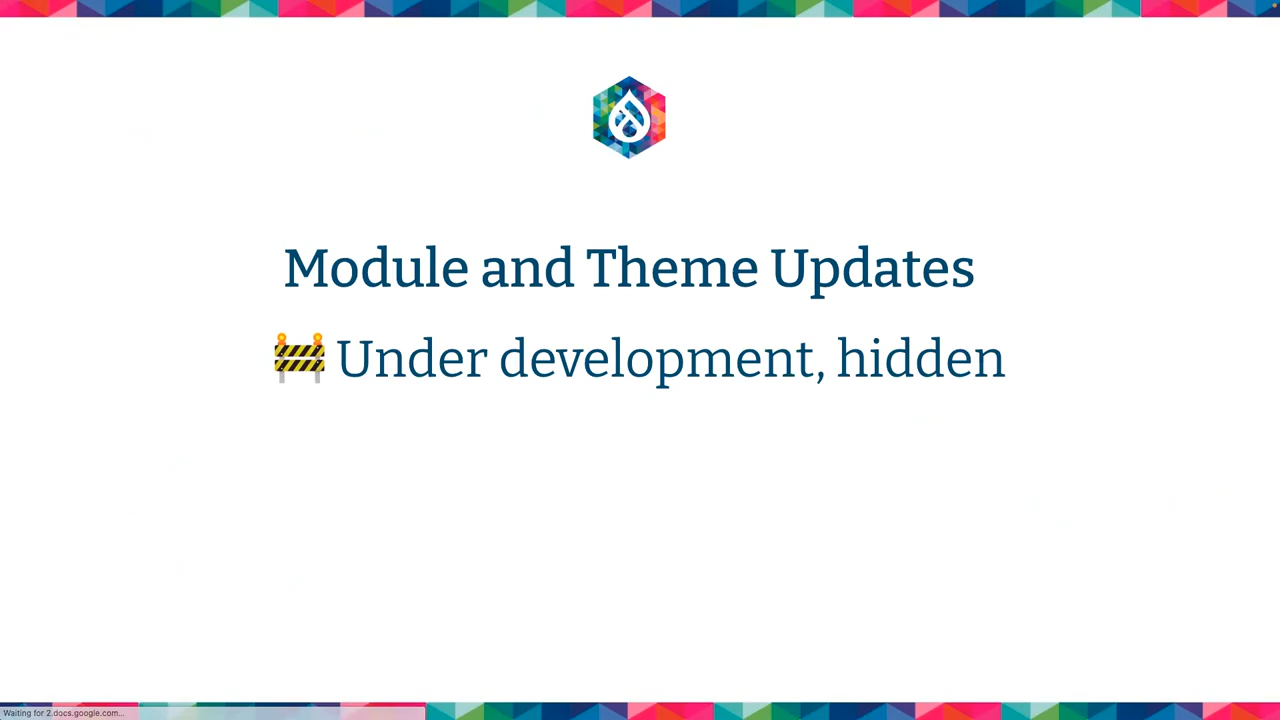 Module and Theme Updates
🚧 Under development, hidden
Waiting for 2.docs.google.com...